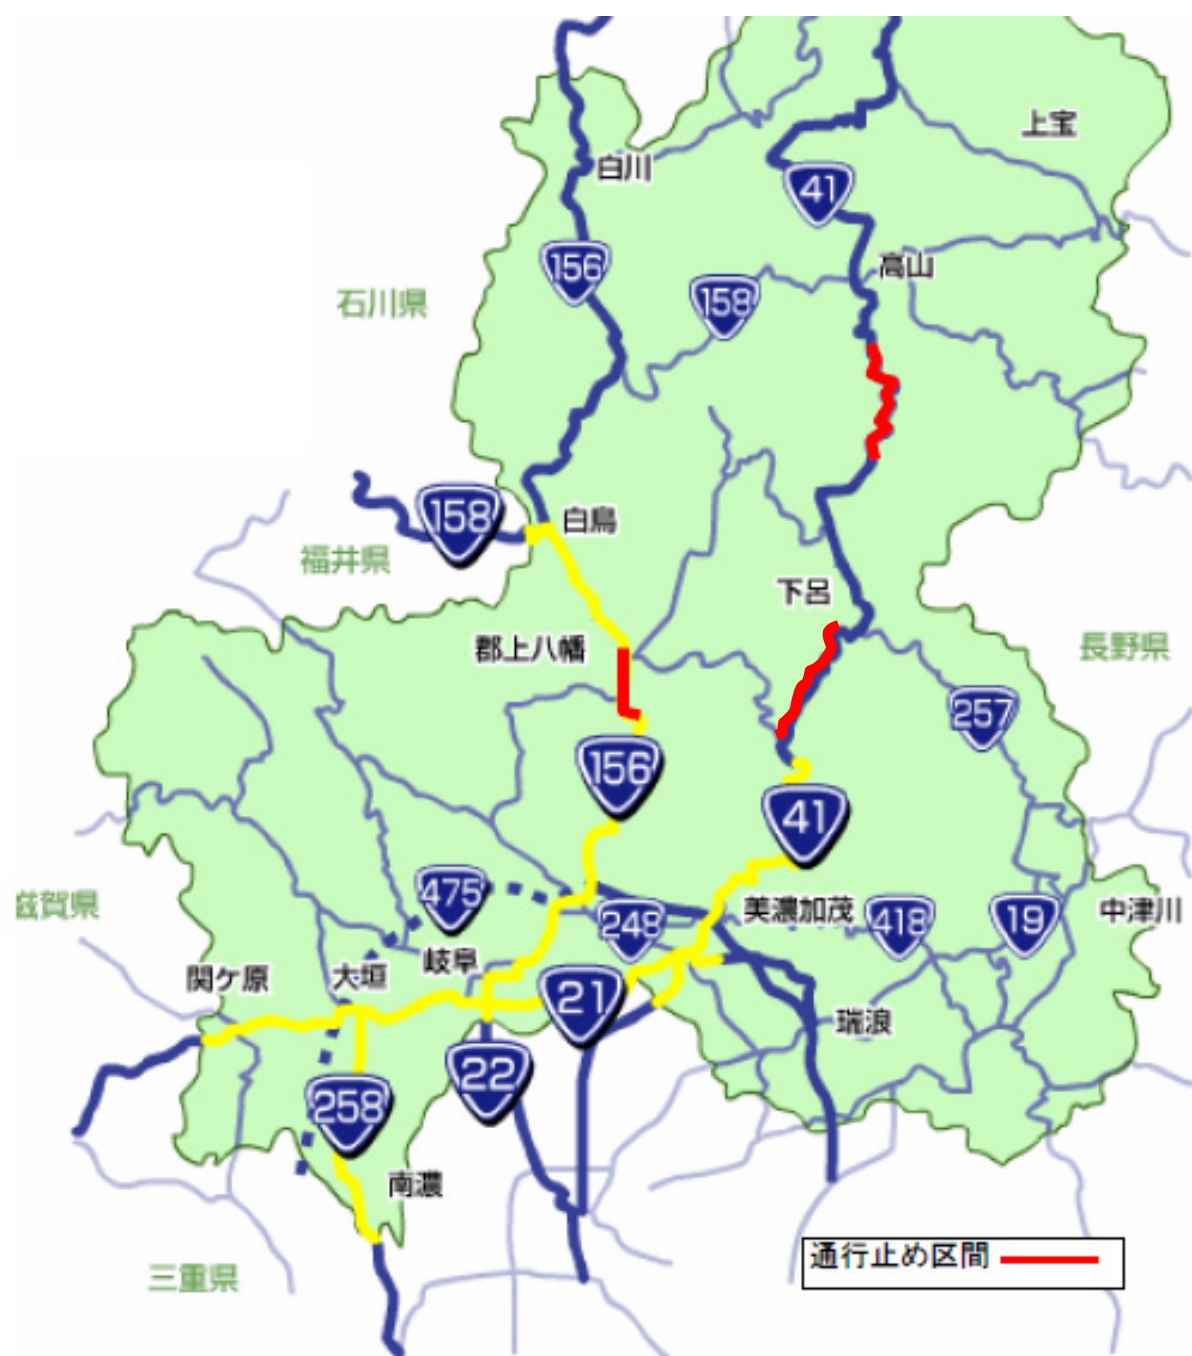 上宝
白川
41
156
高山
158
石川県
158
白鳥
福井県
下呂
郡上八幡
長野県
257
156
41
475
美濃加茂
418
19
中津川
248
滋賀県
岐阜
関ケ原
大垣
21
瑞浪
22
258
南濃
通行止め区間
三重県